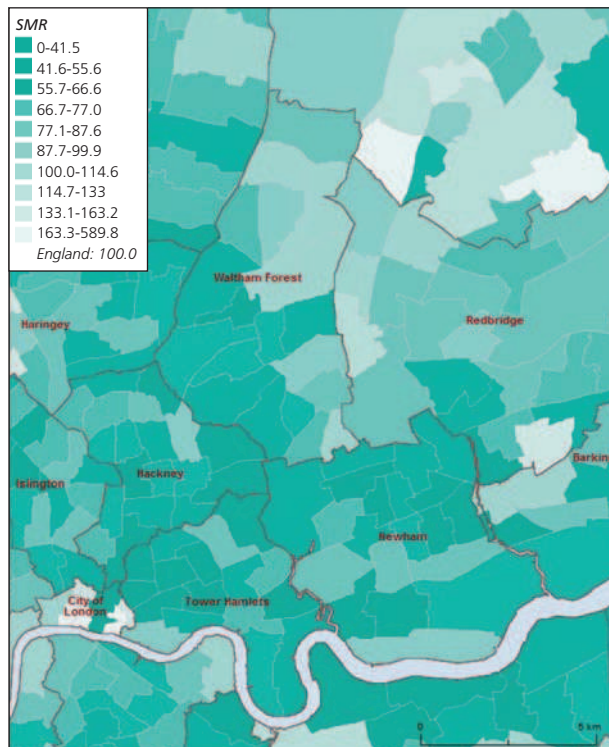 SMR
0-41.5
41.6-55.6
55.7-66.6
66.7-77.0
77.1-87.6
87.7-99.9
100.0-114.6
114.7-133
133.1-163.2
163.3-589.8
England: 100.0
Waltham Forest
Haringey
Redbridge
Barkin
Hackney
Islington
Newham
City of
London
Tower Hamlets
0
5 km